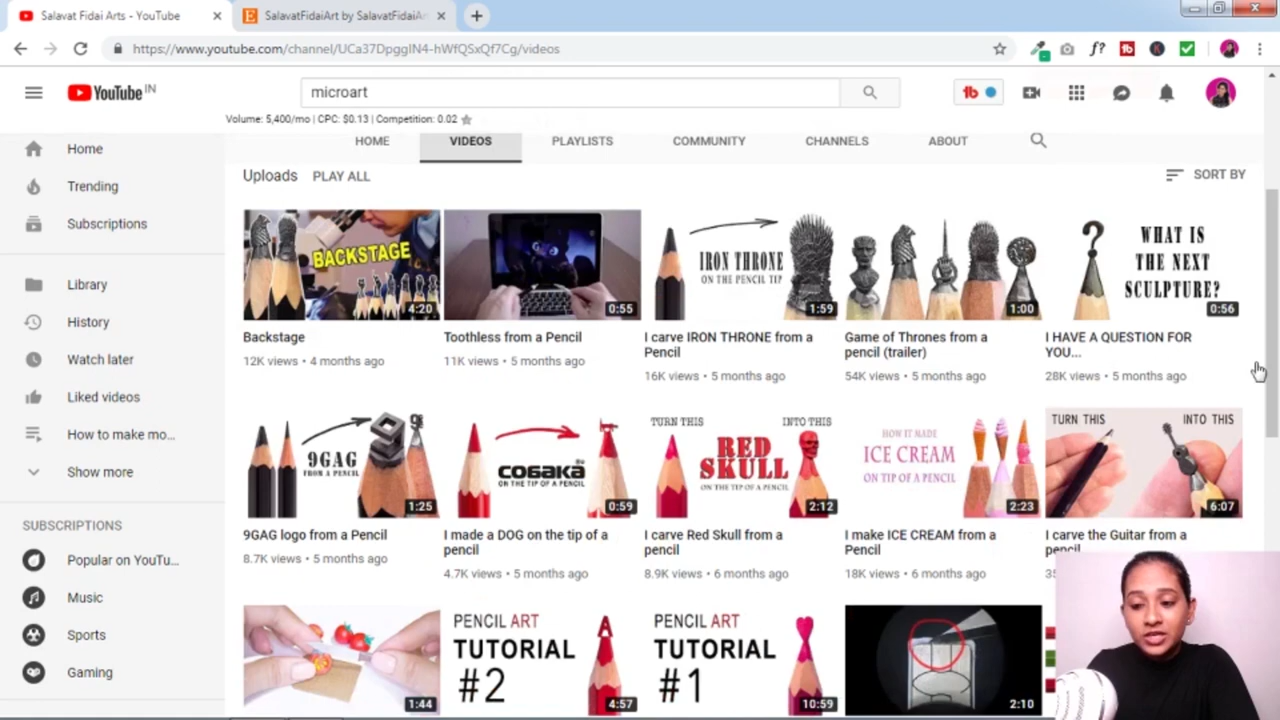 Salavat Fidai Arts - YouTube
SalavatFidaiArt by SalavatFidaiAr
https://www.youtube.com/channel/UCa37DpgglN4-hWfQSxQf7Cg/videos
f?
YouTube IN
microart
Volume: 5,400/mo | CPC: $0.13 | Competition: 0.02
HOME VIDEOS PLAYLISTS COMMUNITY CHANNELS ABOUT
Home
Trending
Subscriptions
Library
History
Watch later
Liked videos
How to make mo...
Show more
SUBSCRIPTIONS
Popular on YouTu...
Music
Sports
Gaming
Uploads PLAY ALL SORT BY
BACKSTAGE
4:20
Backstage
12K views • 4 months ago
0:55
Toothless from a Pencil
11K views • 5 months ago
IRON THRONE
ON THE PENCIL TIP
1:59
I carve IRON THRONE from a
Pencil
16K views • 5 months ago
1:00
Game of Thrones from a
pencil (trailer)
54K views • 5 months ago
WHAT IS
THE NEXT
SCULPTURE?
0:56
I HAVE A QUESTION FOR
YOU...
28K views • 5 months ago
9GAG
FROM A PENCIL
1:25
9GAG logo from a Pencil
8.7K views • 5 months ago
собака
ON THE TIP OF A PENCIL
0:59
I made a DOG on the tip of a
pencil
4.7K views • 5 months ago
TURN THIS INTO THIS
RED
SKULL
ON THE TIP OF A PENCIL
2:12
I carve Red Skull from a
pencil
8.9K views • 6 months ago
HOW IT MADE
ICE CREAM
ON TIP OF A PENCIL
2:23
I make ICE CREAM from a
Pencil
18K views • 6 months ago
TURN THIS INTO THIS
6:07
I carve the Guitar from a
pencil
1:44
PENCIL ART
TUTORIAL
#2
4:57
PENCIL ART
TUTORIAL
#1
10:59
2:10